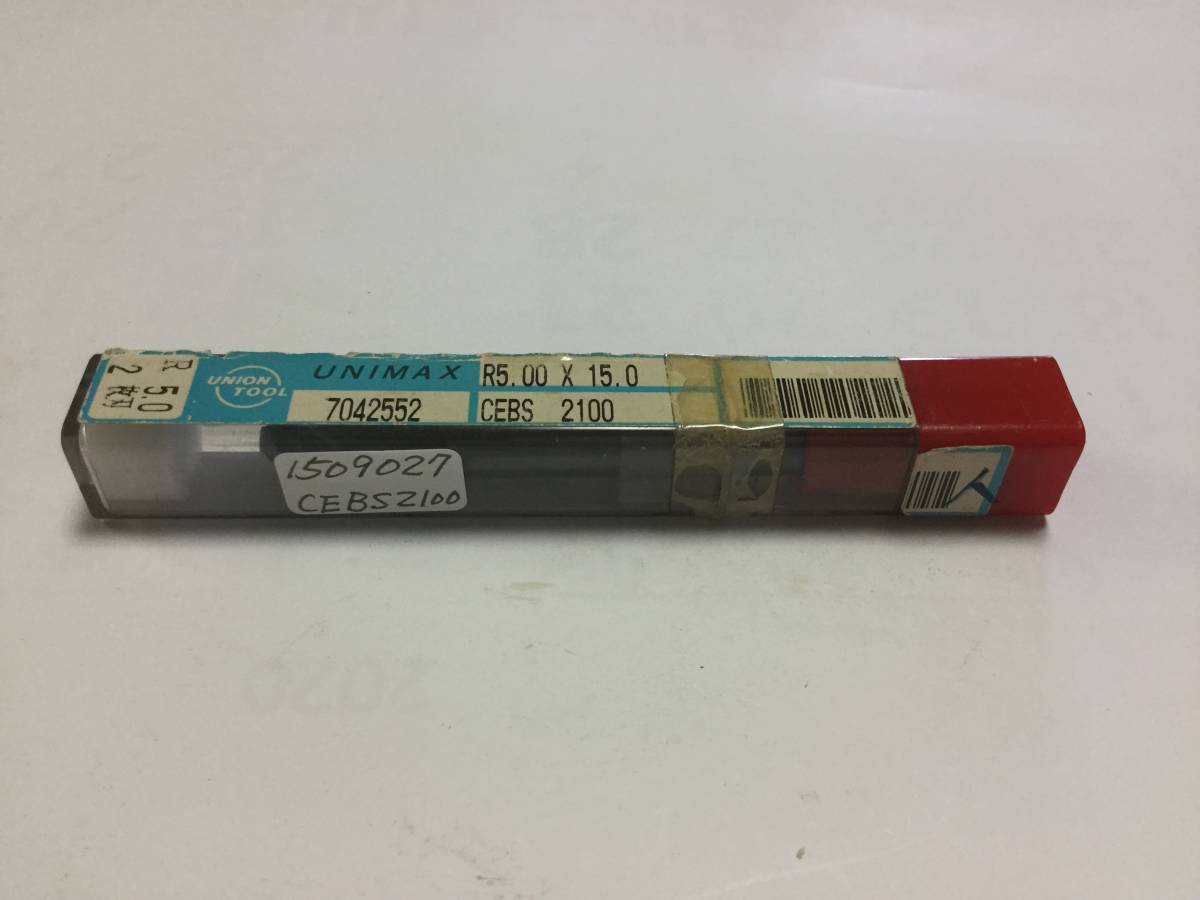 R 5.0
2 枚刃
UNION
TOOL
UNIMAX
7042552
R5.00 X 15.0
CEBS 2100
1509027
CEBS2100